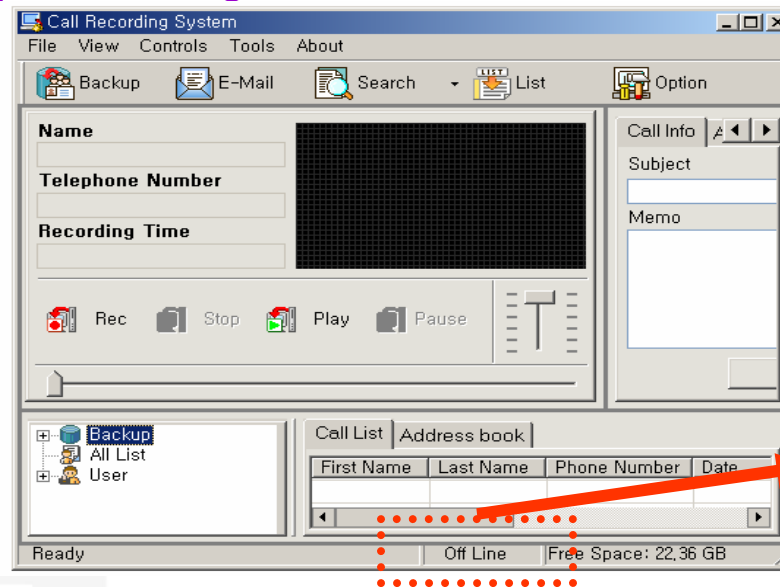 Call Recording System
File View Controls Tools About
Backup E-Mail Search List Option
Name
Telephone Number
Recording Time
Call Info
Subject
Memo
Rec Stop Play Pause
Backup
All List
User
Call List Address book
First Name Last Name Phone Number Date
Ready Off Line Free Space: 22,36 GB